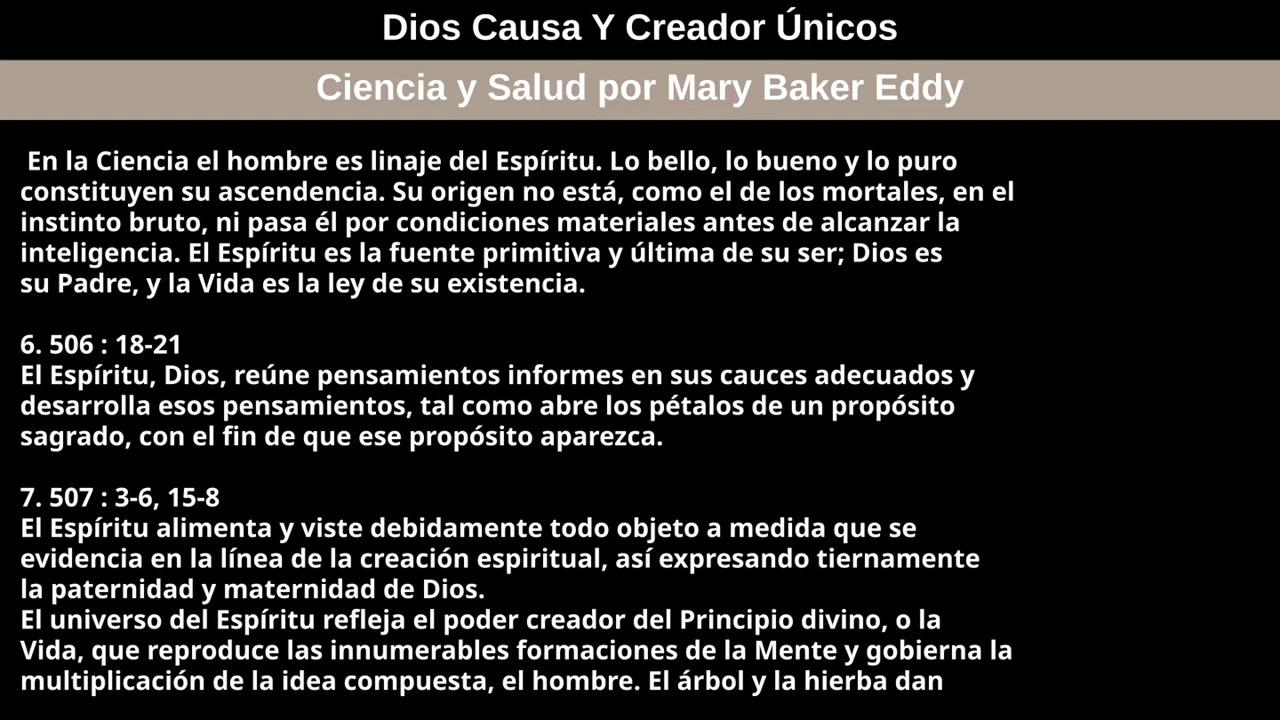 Dios Causa Y Creador Únicos
Ciencia y Salud por Mary Baker Eddy
En la Ciencia el hombre es linaje del Espíritu. Lo bello, lo bueno y lo puro
constituyen su ascendencia. Su origen no está, como el de los mortales, en el
instinto bruto, ni pasa él por condiciones materiales antes de alcanzar la
inteligencia. El Espíritu es la fuente primitiva y última de su ser; Dios es
su Padre, y la Vida es la ley de su existencia.
6. 506 : 18-21
El Espíritu, Dios, reúne pensamientos informes en sus cauces adecuados y
desarrolla esos pensamientos, tal como abre los pétalos de un propósito
sagrado, con el fin de que ese propósito aparezca.
7. 507 : 3-6, 15-8
El Espíritu alimenta y viste debidamente todo objeto a medida que se
evidencia en la línea de la creación espiritual, así expresando tiernamente
la paternidad y maternidad de Dios.
El universo del Espíritu refleja el poder creador del Principio divino, o la
Vida, que reproduce las innumerables formaciones de la Mente y gobierna la
multiplicación de la idea compuesta, el hombre. El árbol y la hierba dan